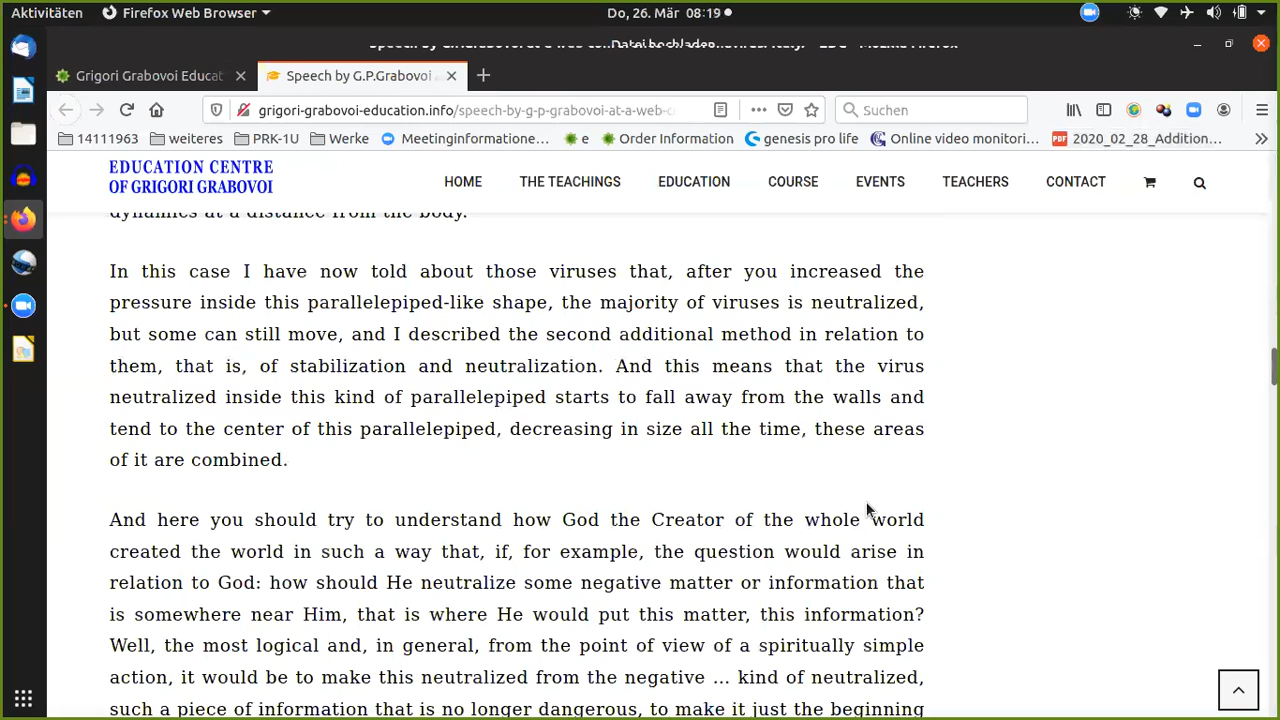 Aktivitäten Firefox Web Browser Do, 26. Mär 08:19
Datei hochladen
Grigori Grabovoi Educat Speech by G.P.Grabovoi
grigori-grabovoi-education.info/speech-by-g-p-grabovoi-at-a-web-c Suchen
14111963 weiteres PRK-1U Werke Meetinginformatione... e Order Information genesis pro life Online video monitori... 2020_02_28_Addition...
EDUCATION CENTRE
OF GRIGORI GRABOVOI
HOME THE TEACHINGS EDUCATION COURSE EVENTS TEACHERS CONTACT
dynamics at a distance from the body.
In this case I have now told about those viruses that, after you increased the
pressure inside this parallelepiped-like shape, the majority of viruses is neutralized,
but some can still move, and I described the second additional method in relation to
them, that is, of stabilization and neutralization. And this means that the virus
neutralized inside this kind of parallelepiped starts to fall away from the walls and
tend to the center of this parallelepiped, decreasing in size all the time, these areas
of it are combined.
And here you should try to understand how God the Creator of the whole world
created the world in such a way that, if, for example, the question would arise in
relation to God: how should He neutralize some negative matter or information that
is somewhere near Him, that is where He would put this matter, this information?
Well, the most logical and, in general, from the point of view of a spiritually simple
action, it would be to make this neutralized from the negative ... kind of neutralized,
such a piece of information that is no longer dangerous, to make it just the beginning